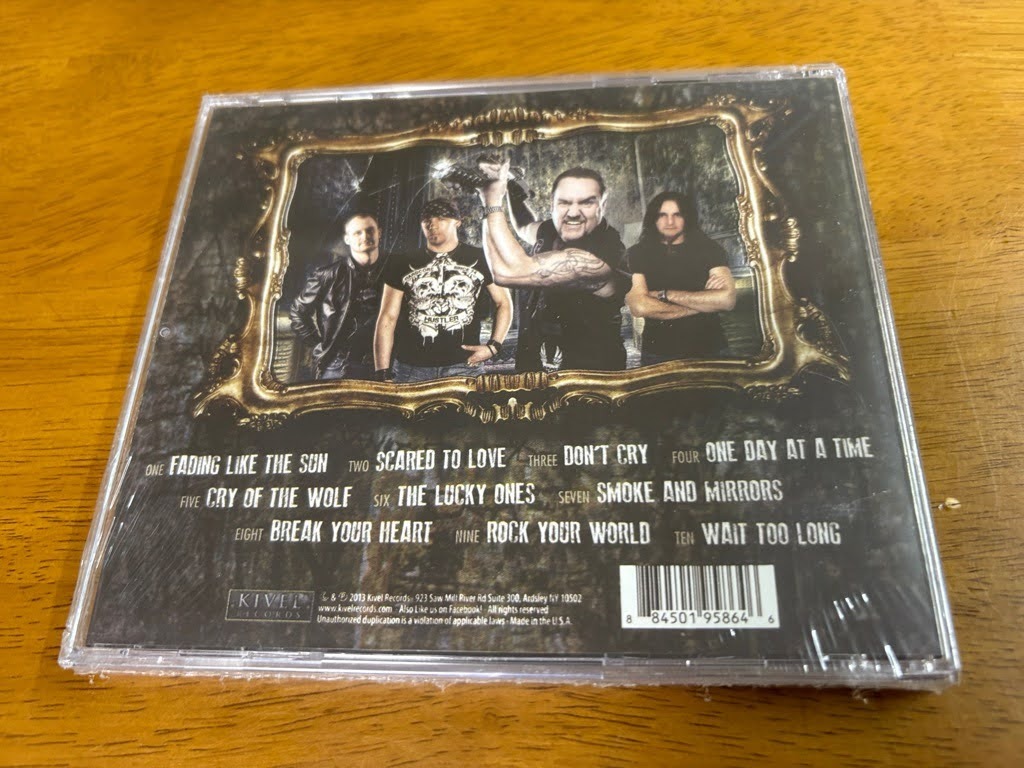 HUSTLER
ONE FADING LIKE THE SUN TWO SCARED TO LOVE THREE DON'T CRY FOUR ONE DAY AT A TIME
FIVE CRY OF THE WOLF SIX THE LUCKY ONES SEVEN SMOKE AND MIRRORS
EIGHT BREAK YOUR HEART NINE ROCK YOUR WORLD TEN WAIT TOO LONG
KIVEL
RECORDS
& ℗ 2013 Kivel Records · 923 Saw Mill River Rd Suite 300, Ardsley NY 10502
www.kivelrecords.com · Also Like us on Facebook! · All rights reserved
Unauthorized duplication is a violation of applicable laws · Made in the U.S.A.
8 84501 95864 6